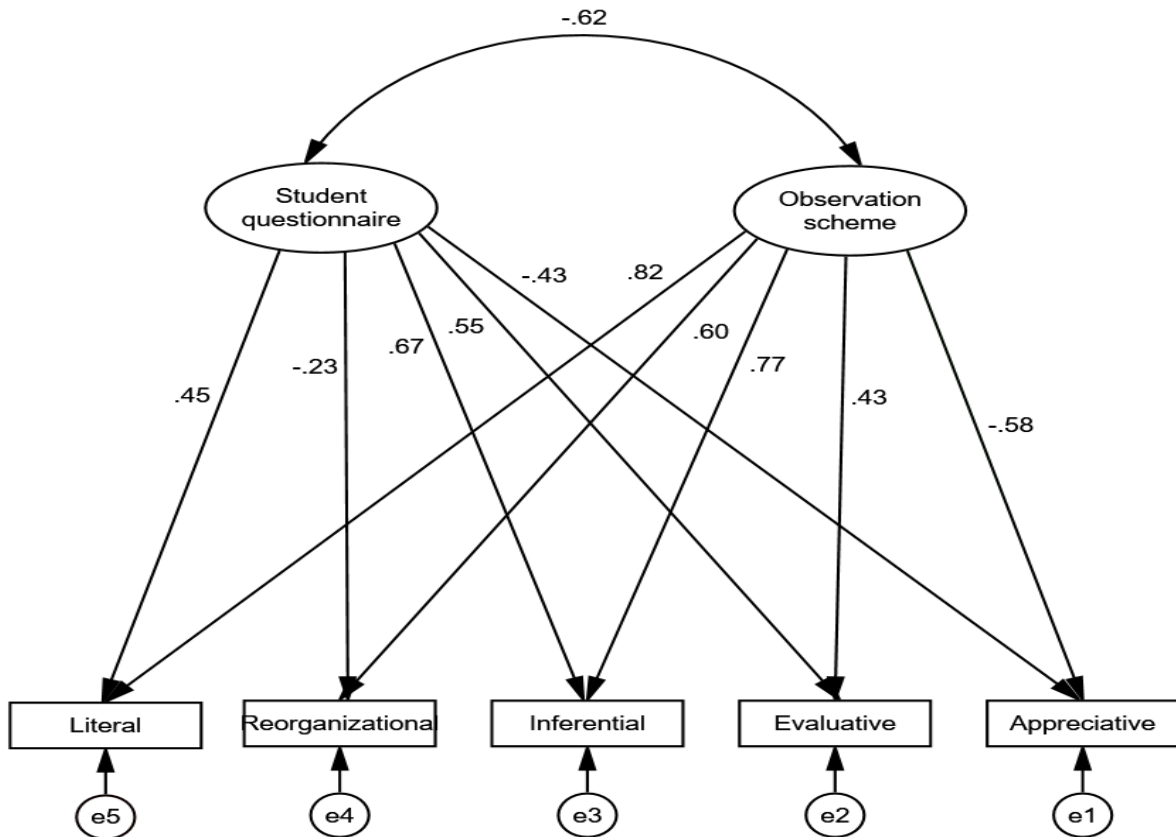 -.62
Student
questionnaire
Observation
scheme
-.43
.82
.67
.55
.60
.77
.45
-.23
.43
-.58
Literal
Reorganizational
Inferential
Evaluative
Appreciative
e5
e4
e3
e2
e1